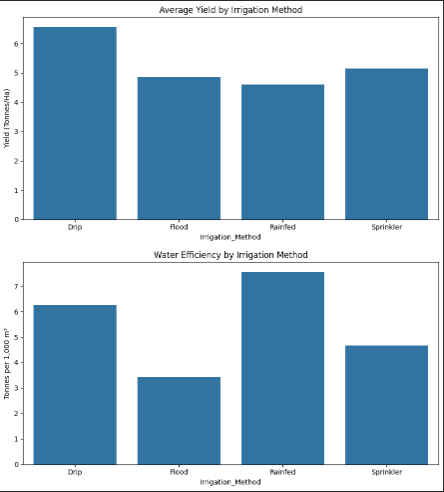 Average Yield by Irrigation Method
Yield (Tonnes/Ha)
6
5
4
3
2
1
0
Drip Flood Rainfed Sprinkler
Irrigation_Method
Water Efficiency by Irrigation Method
Tonnes per 1,000 m³
7
6
5
4
3
2
1
0
Drip Flood Rainfed Sprinkler
Irrigation_Method